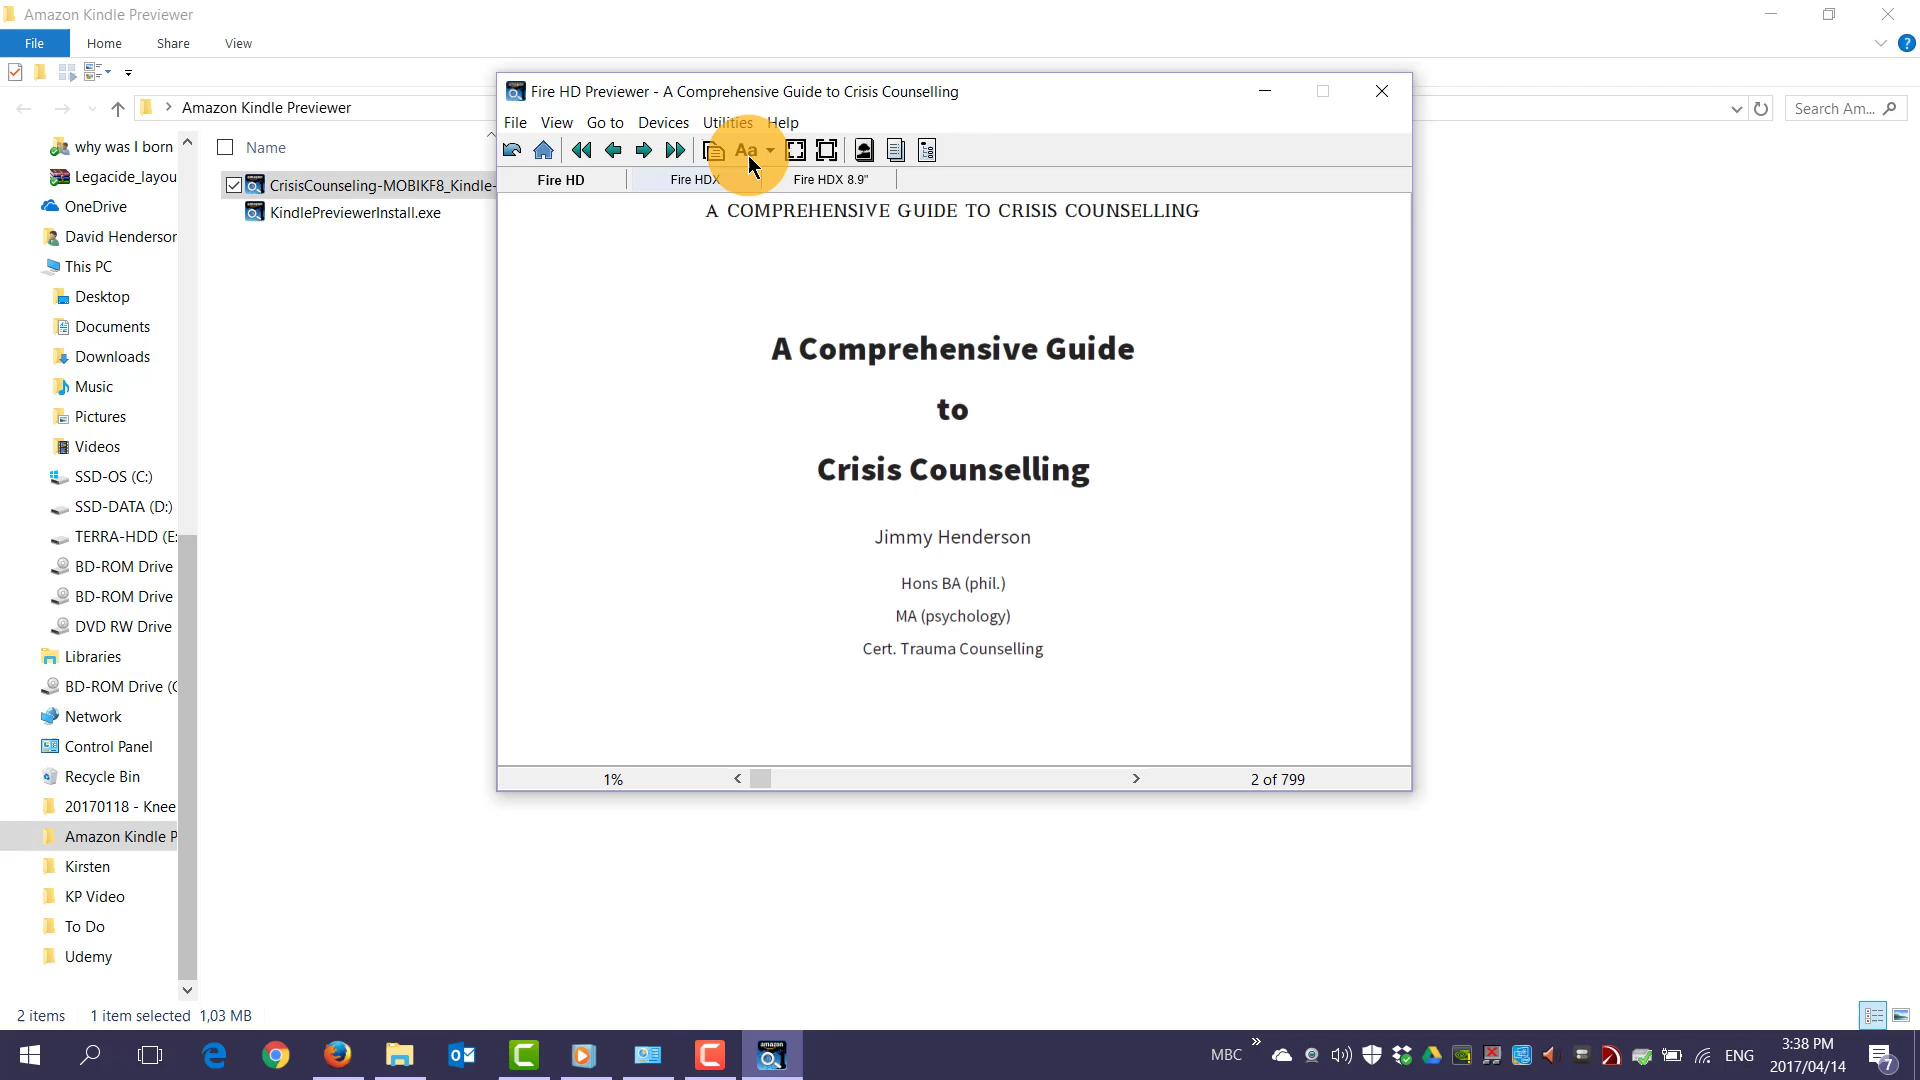 Amazon Kindle Previewer
File Home Share View
Amazon Kindle Previewer
Search Am...
why was I born
Legacide_layou
OneDrive
David Henderson
This PC
Desktop
Documents
Downloads
Music
Pictures
Videos
SSD-OS (C:)
SSD-DATA (D:)
TERRA-HDD (E:
BD-ROM Drive
BD-ROM Drive
DVD RW Drive
Libraries
BD-ROM Drive (
Network
Control Panel
Recycle Bin
20170118 - Knee
Amazon Kindle P
Kirsten
KP Video
To Do
Udemy
Name
CrisisCounseling-MOBIKF8_Kindle-
KindlePreviewerInstall.exe
Fire HD Previewer - A Comprehensive Guide to Crisis Counselling
File View Go to Devices Utilities Help
Aa
Fire HD Fire HDX Fire HDX 8.9"
A COMPREHENSIVE GUIDE TO CRISIS COUNSELLING
A Comprehensive Guide
to
Crisis Counselling
Jimmy Henderson
Hons BA (phil.)
MA (psychology)
Cert. Trauma Counselling
1% 2 of 799
2 items 1 item selected 1,03 MB
amazon
MBC ENG 3:38 PM
2017/04/14
7